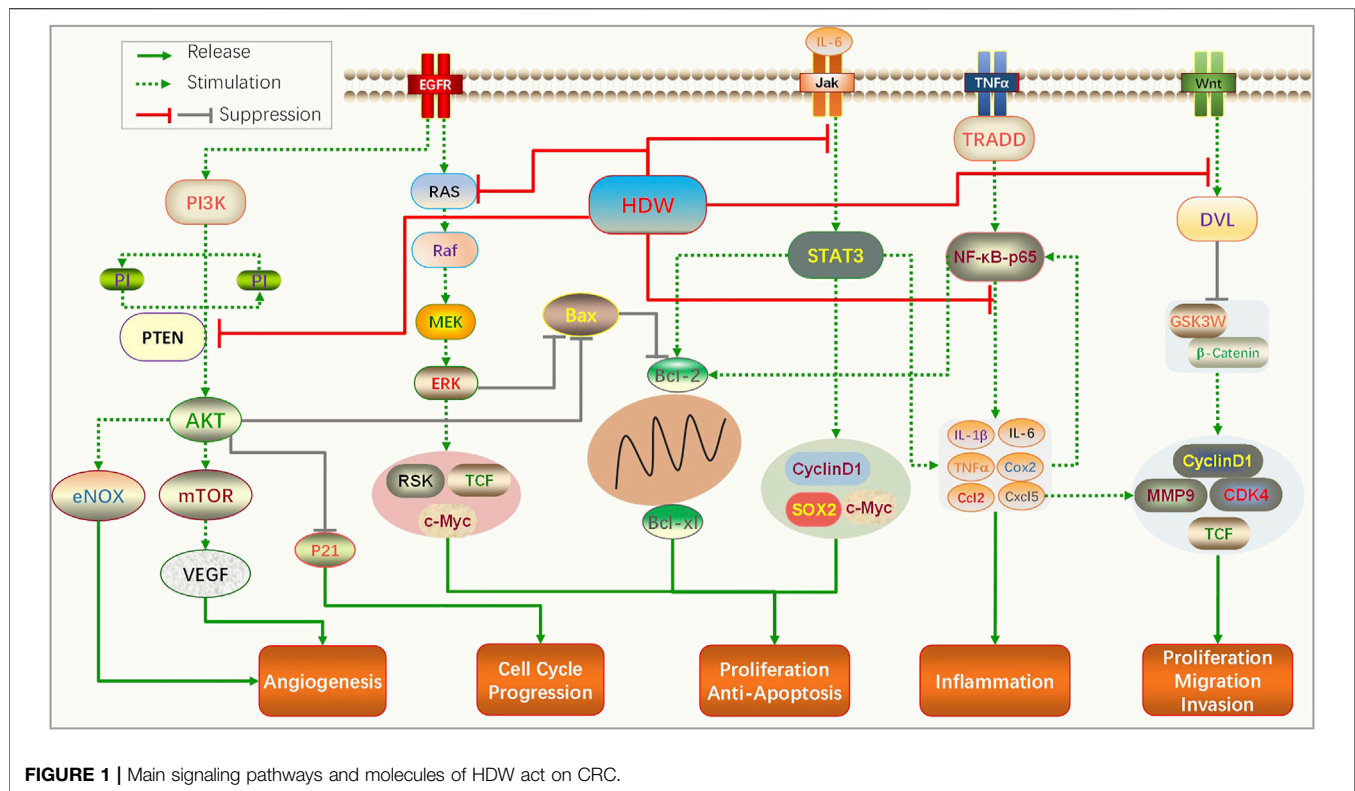 Release
Stimulation
Suppression
IL-6
EGFR
Jak
TNFα
Wnt
TRADD
PI3K
RAS
HDW
DVL
Raf
STAT3
NF-κB-p65
PI
PI
PTEN
MEK
Bax
GSK3W
β-Catenin
ERK
Bcl-2
AKT
IL-1β
IL-6
CyclinD1
TNFα
Cox2
CyclinD1
RSK
TCF
eNOX
mTOR
Ccl2
Cxcl5
MMP9
CDK4
SOX2
c-Myc
c-Myc
Bcl-xl
TCF
P21
VEGF
Angiogenesis
Cell Cycle
Progression
Proliferation
Anti-Apoptosis
Inflammation
Proliferation
Migration
Invasion
FIGURE 1 | Main signaling pathways and molecules of HDW act on CRC.